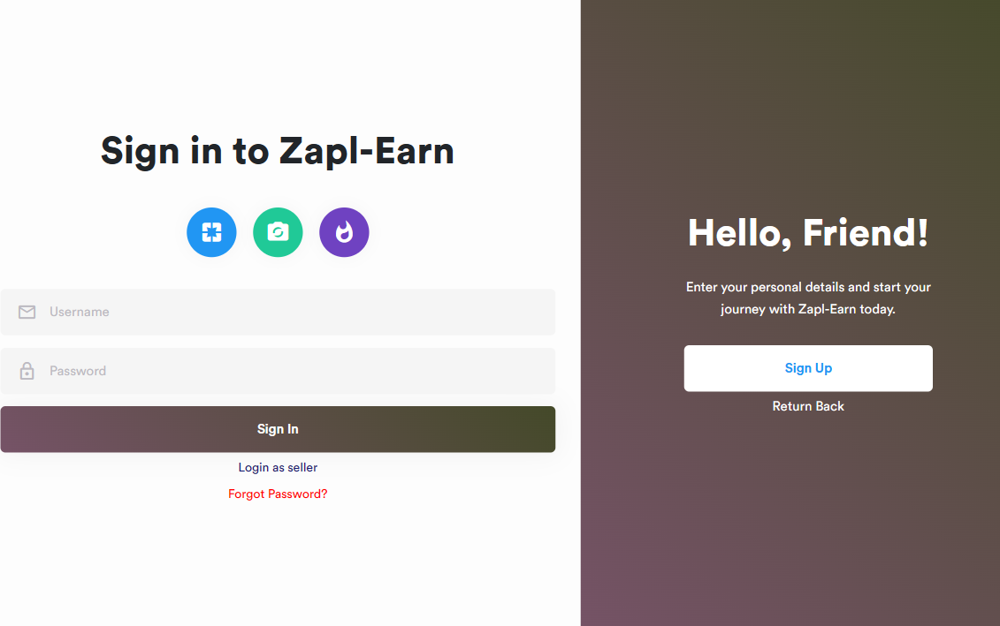 Sign in to Zapl-Earn
Username
Password
Sign In
Login as seller
Forgot Password?
Hello, Friend!
Enter your personal details and start your
journey with Zapl-Earn today.
Sign Up
Return Back